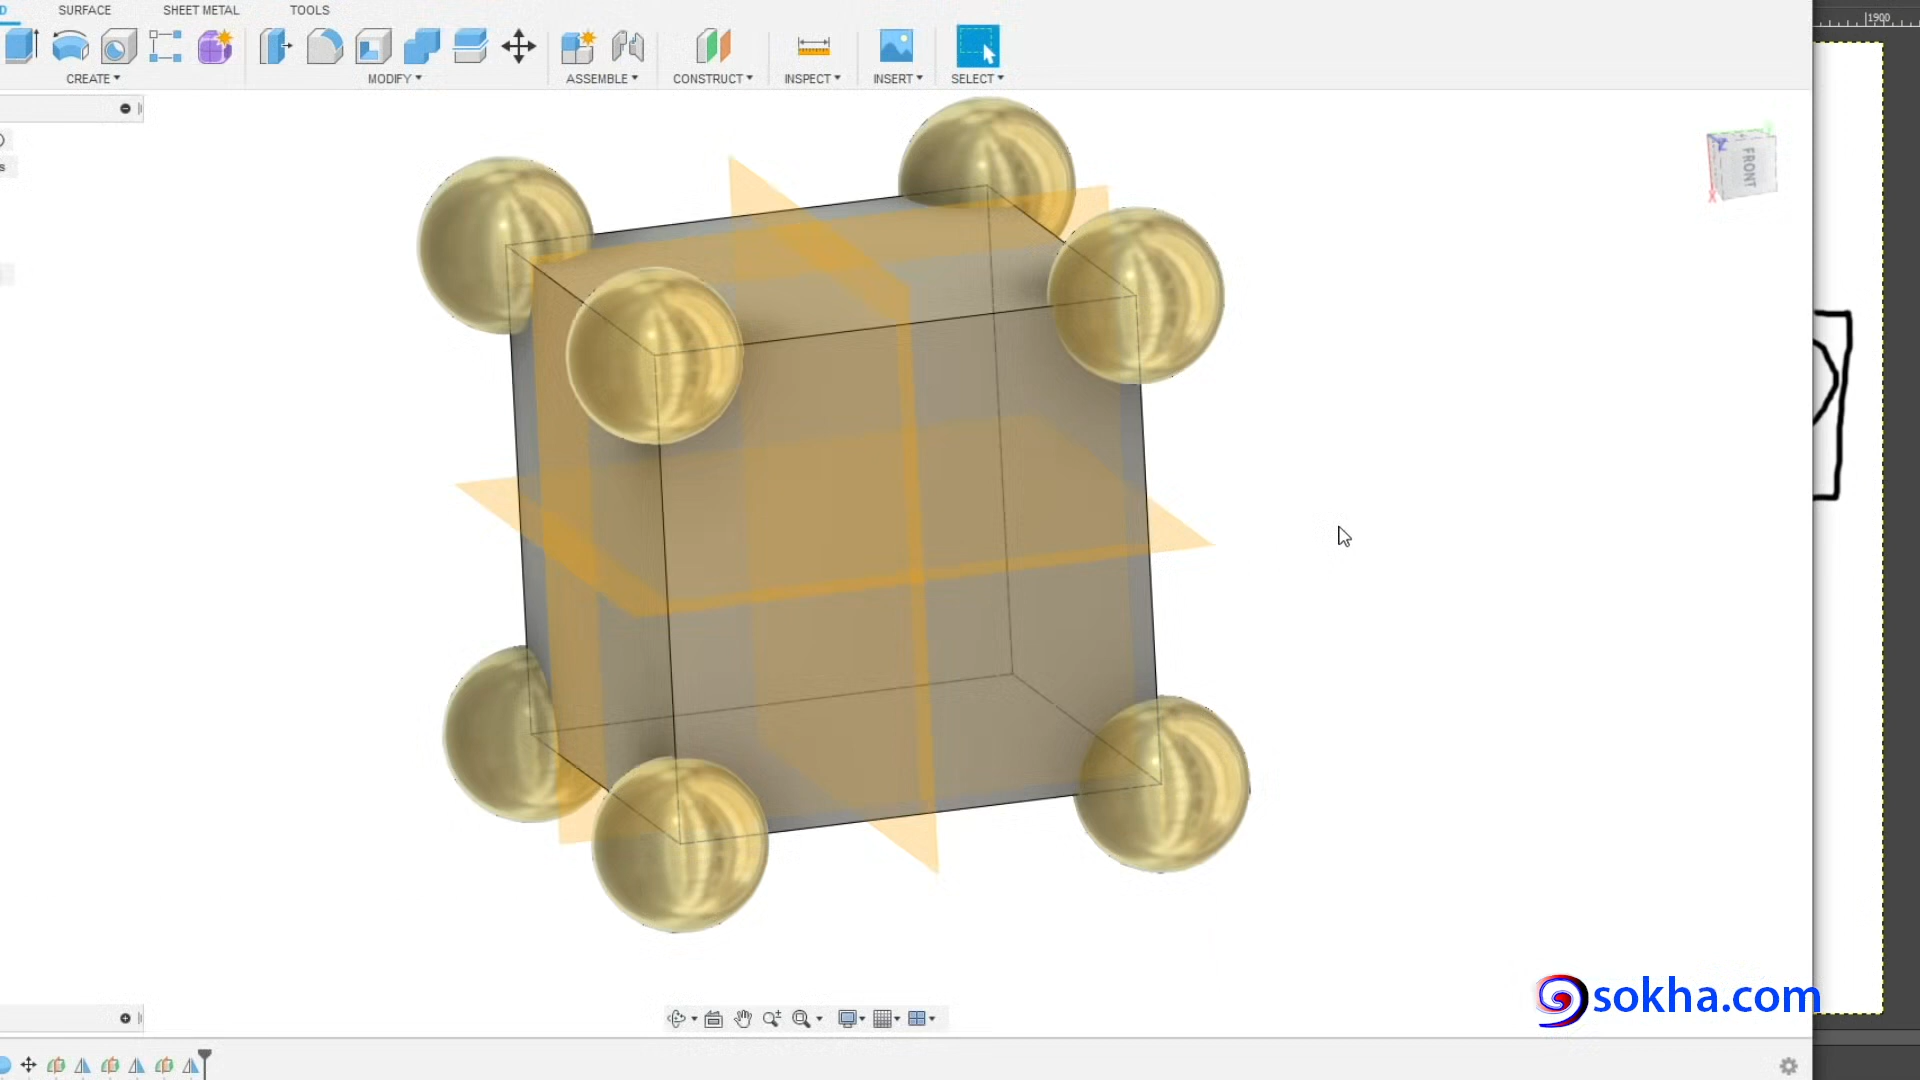 SURFACE SHEET METAL TOOLS
CREATE MODIFY ASSEMBLE CONSTRUCT INSPECT INSERT SELECT
1900
FRONT
Z
X
sokha.com